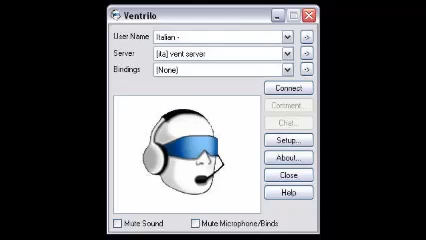 Ventrilo
User Name Italian -
Server [ita] vent server
Bindings (None)
Connect
Comment...
Chat...
Setup...
About...
Close
Help
Mute Sound Mute Microphone/Binds